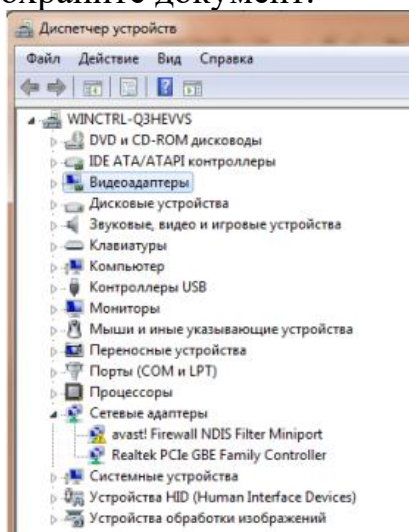 охраните документ.
Диспетчер устройств
Файл Действие Вид Справка
WINCTRL-Q3HEVVS
DVD и CD-ROM дисководы
IDE ATA/ATAPI контроллеры
Видеоадаптеры
Дисковые устройства
Звуковые, видео и игровые устройства
Клавиатуры
Компьютер
Контроллеры USB
Мониторы
Мыши и иные указывающие устройства
Переносные устройства
Порты (COM и LPT)
Процессоры
Сетевые адаптеры
avast! Firewall NDIS Filter Miniport
Realtek PCIe GBE Family Controller
Системные устройства
Устройства HID (Human Interface Devices)
Устройства обработки изображений